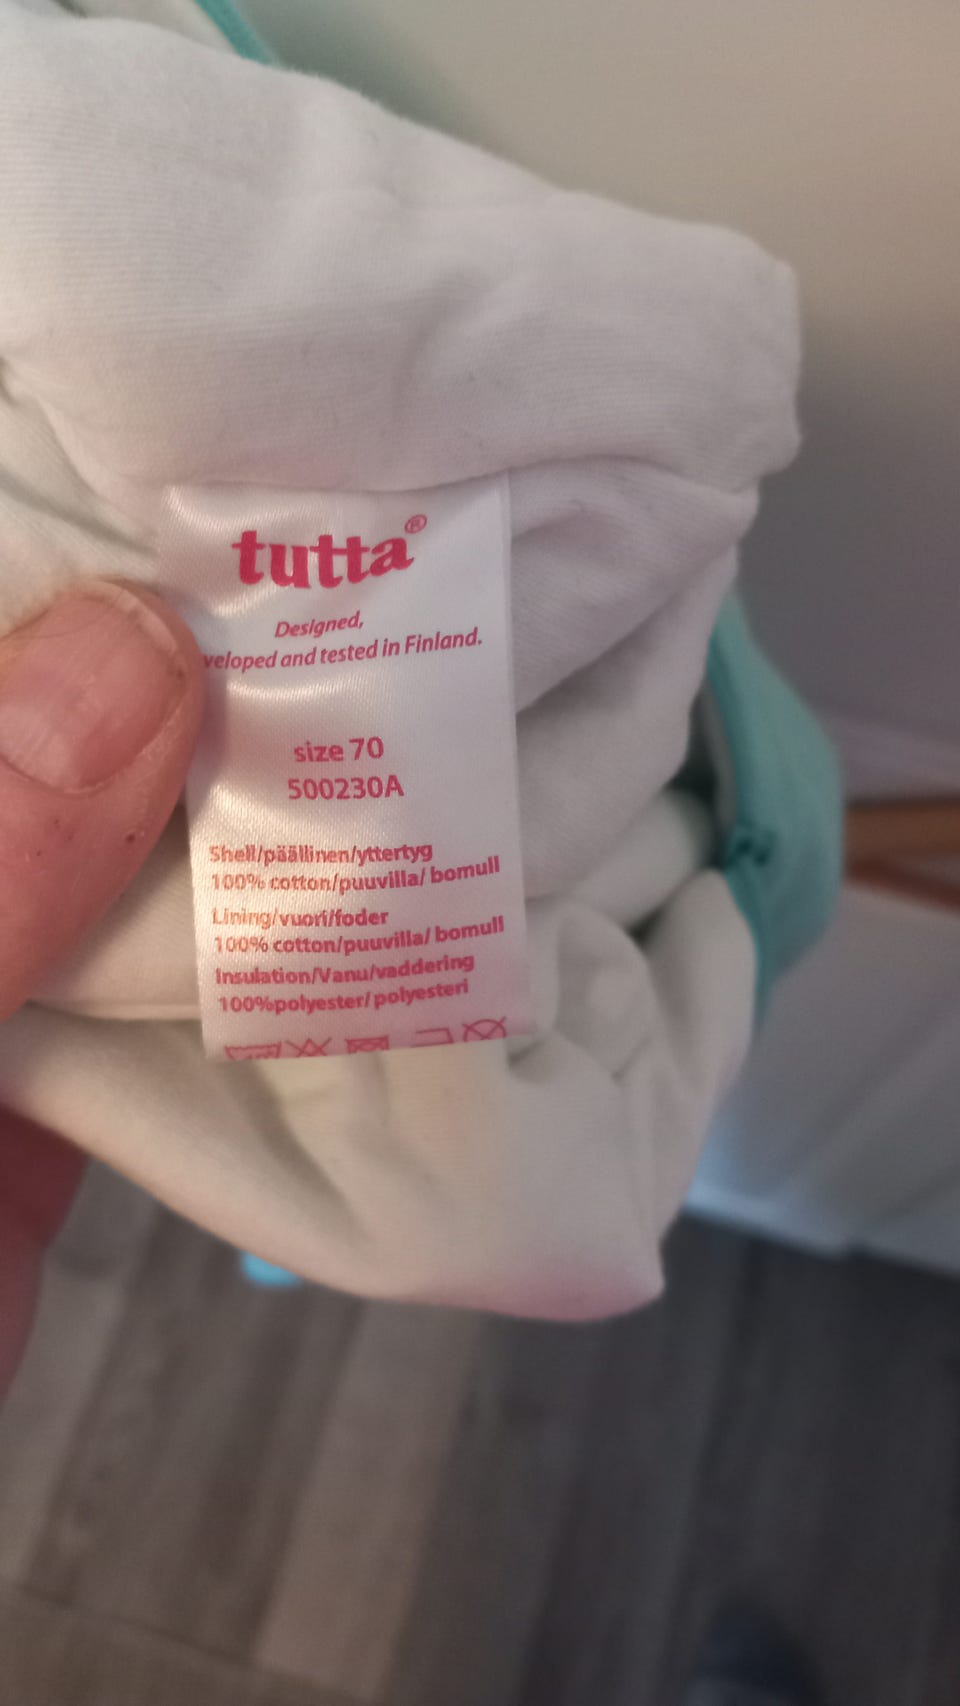 tutta®
Designed,
veloped and tested in Finland.
size 70
500230A
Shell/päällinen/yttertyg
100% cotton/puuvilla/ bomull
Lining/vuori/foder
100% cotton/puuvilla/ bomull
Insulation/Vanu/vaddering
100%polyester/ polyesteri